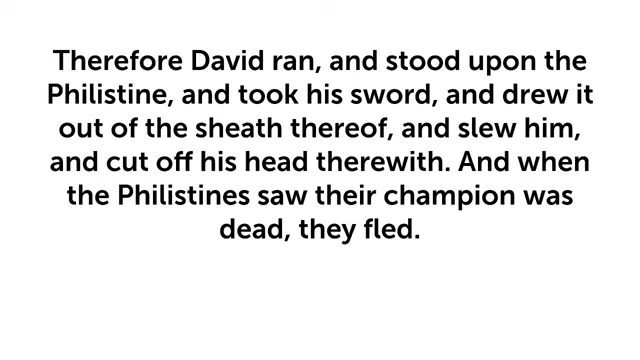 Therefore David ran, and stood upon the
Philistine, and took his sword, and drew it
out of the sheath thereof, and slew him,
and cut off his head therewith. And when
the Philistines saw their champion was
dead, they fled.